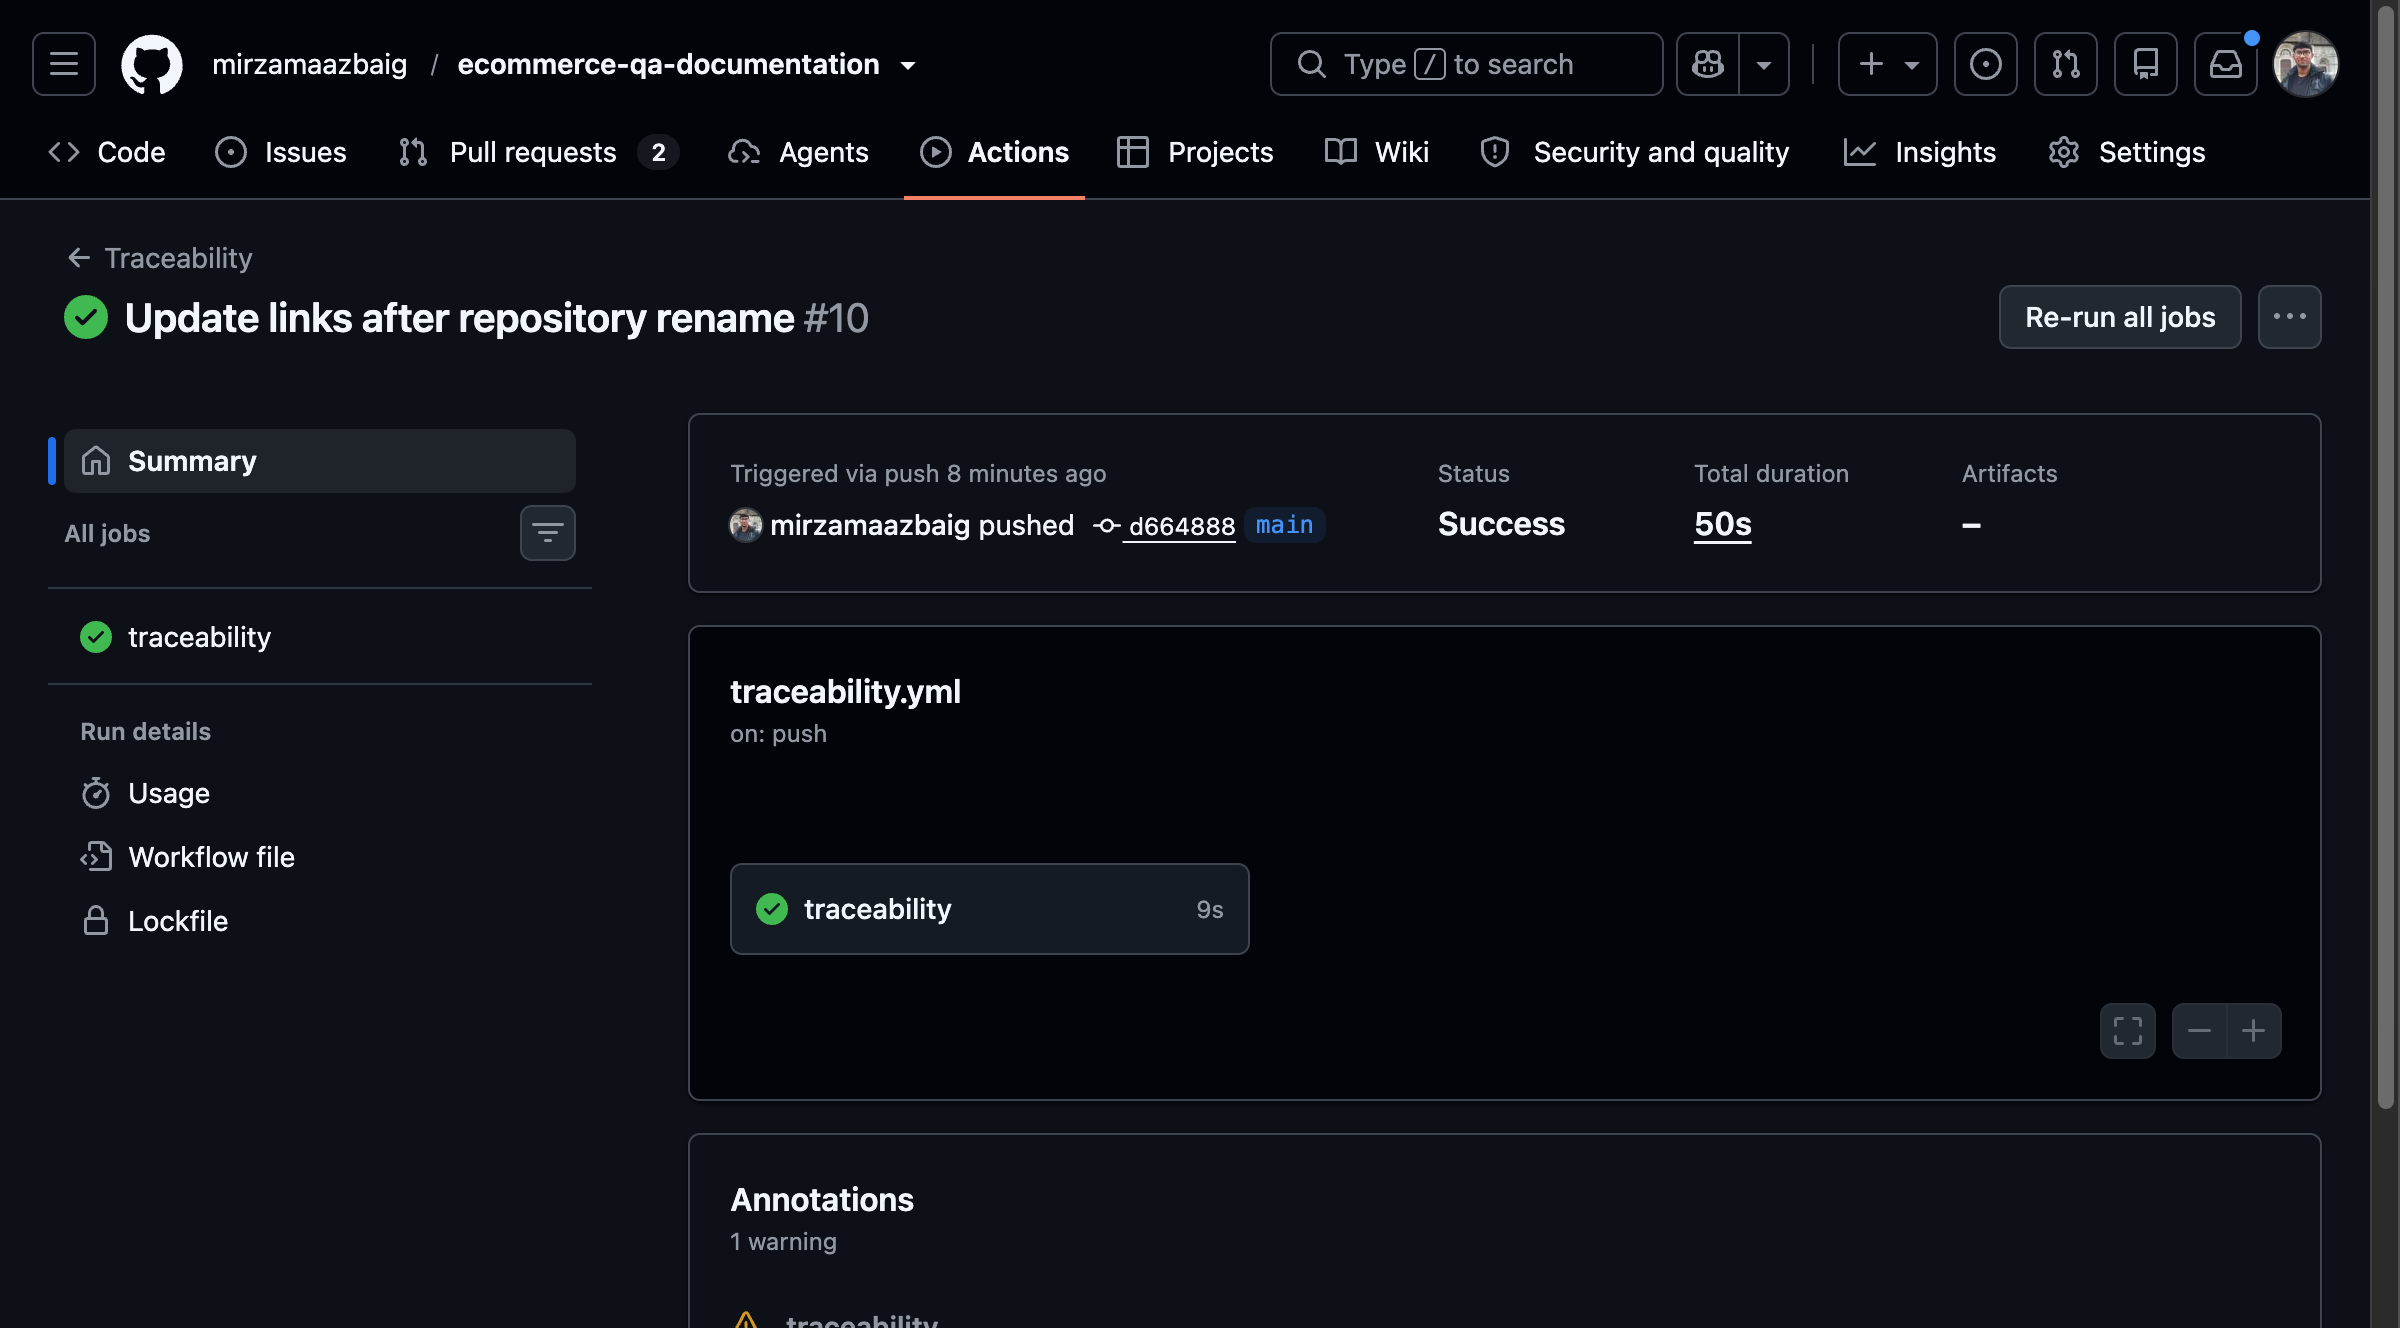 mirzamaazbaig / ecommerce-qa-documentation
Type / to search
Code
Issues
Pull requests 2
Agents
Actions
Projects
Wiki
Security and quality
Insights
Settings
Traceability
Update links after repository rename #10
Re-run all jobs
Summary
All jobs
traceability
Run details
Usage
Workflow file
Lockfile
Triggered via push 8 minutes ago
mirzamaazbaig pushed d664888 main
Status
Success
Total duration
50s
Artifacts
–
traceability.yml
on: push
traceability 9s
Annotations
1 warning
traceability